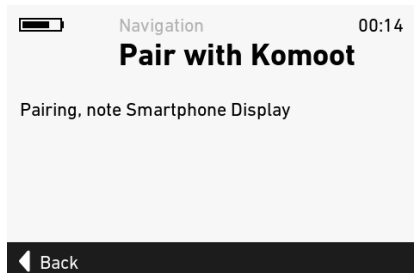 Navigation
00:14
Pair with Komoot
Pairing, note Smartphone Display
Back